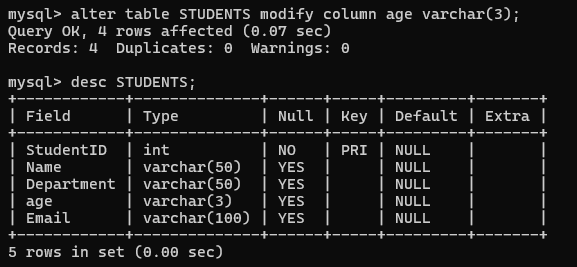 mysql> alter table STUDENTS modify column age varchar(3);
Query OK, 4 rows affected (0.07 sec)
Records: 4  Duplicates: 0  Warnings: 0

mysql> desc STUDENTS;
+------------+--------------+------+-----+---------+-------+
| Field      | Type         | Null | Key | Default | Extra |
+------------+--------------+------+-----+---------+-------+
| StudentID  | int          | NO   | PRI | NULL    |       |
| Name       | varchar(50)  | YES  |     | NULL    |       |
| Department | varchar(50)  | YES  |     | NULL    |       |
| age        | varchar(3)   | YES  |     | NULL    |       |
| Email      | varchar(100) | YES  |     | NULL    |       |
+------------+--------------+------+-----+---------+-------+
5 rows in set (0.00 sec)